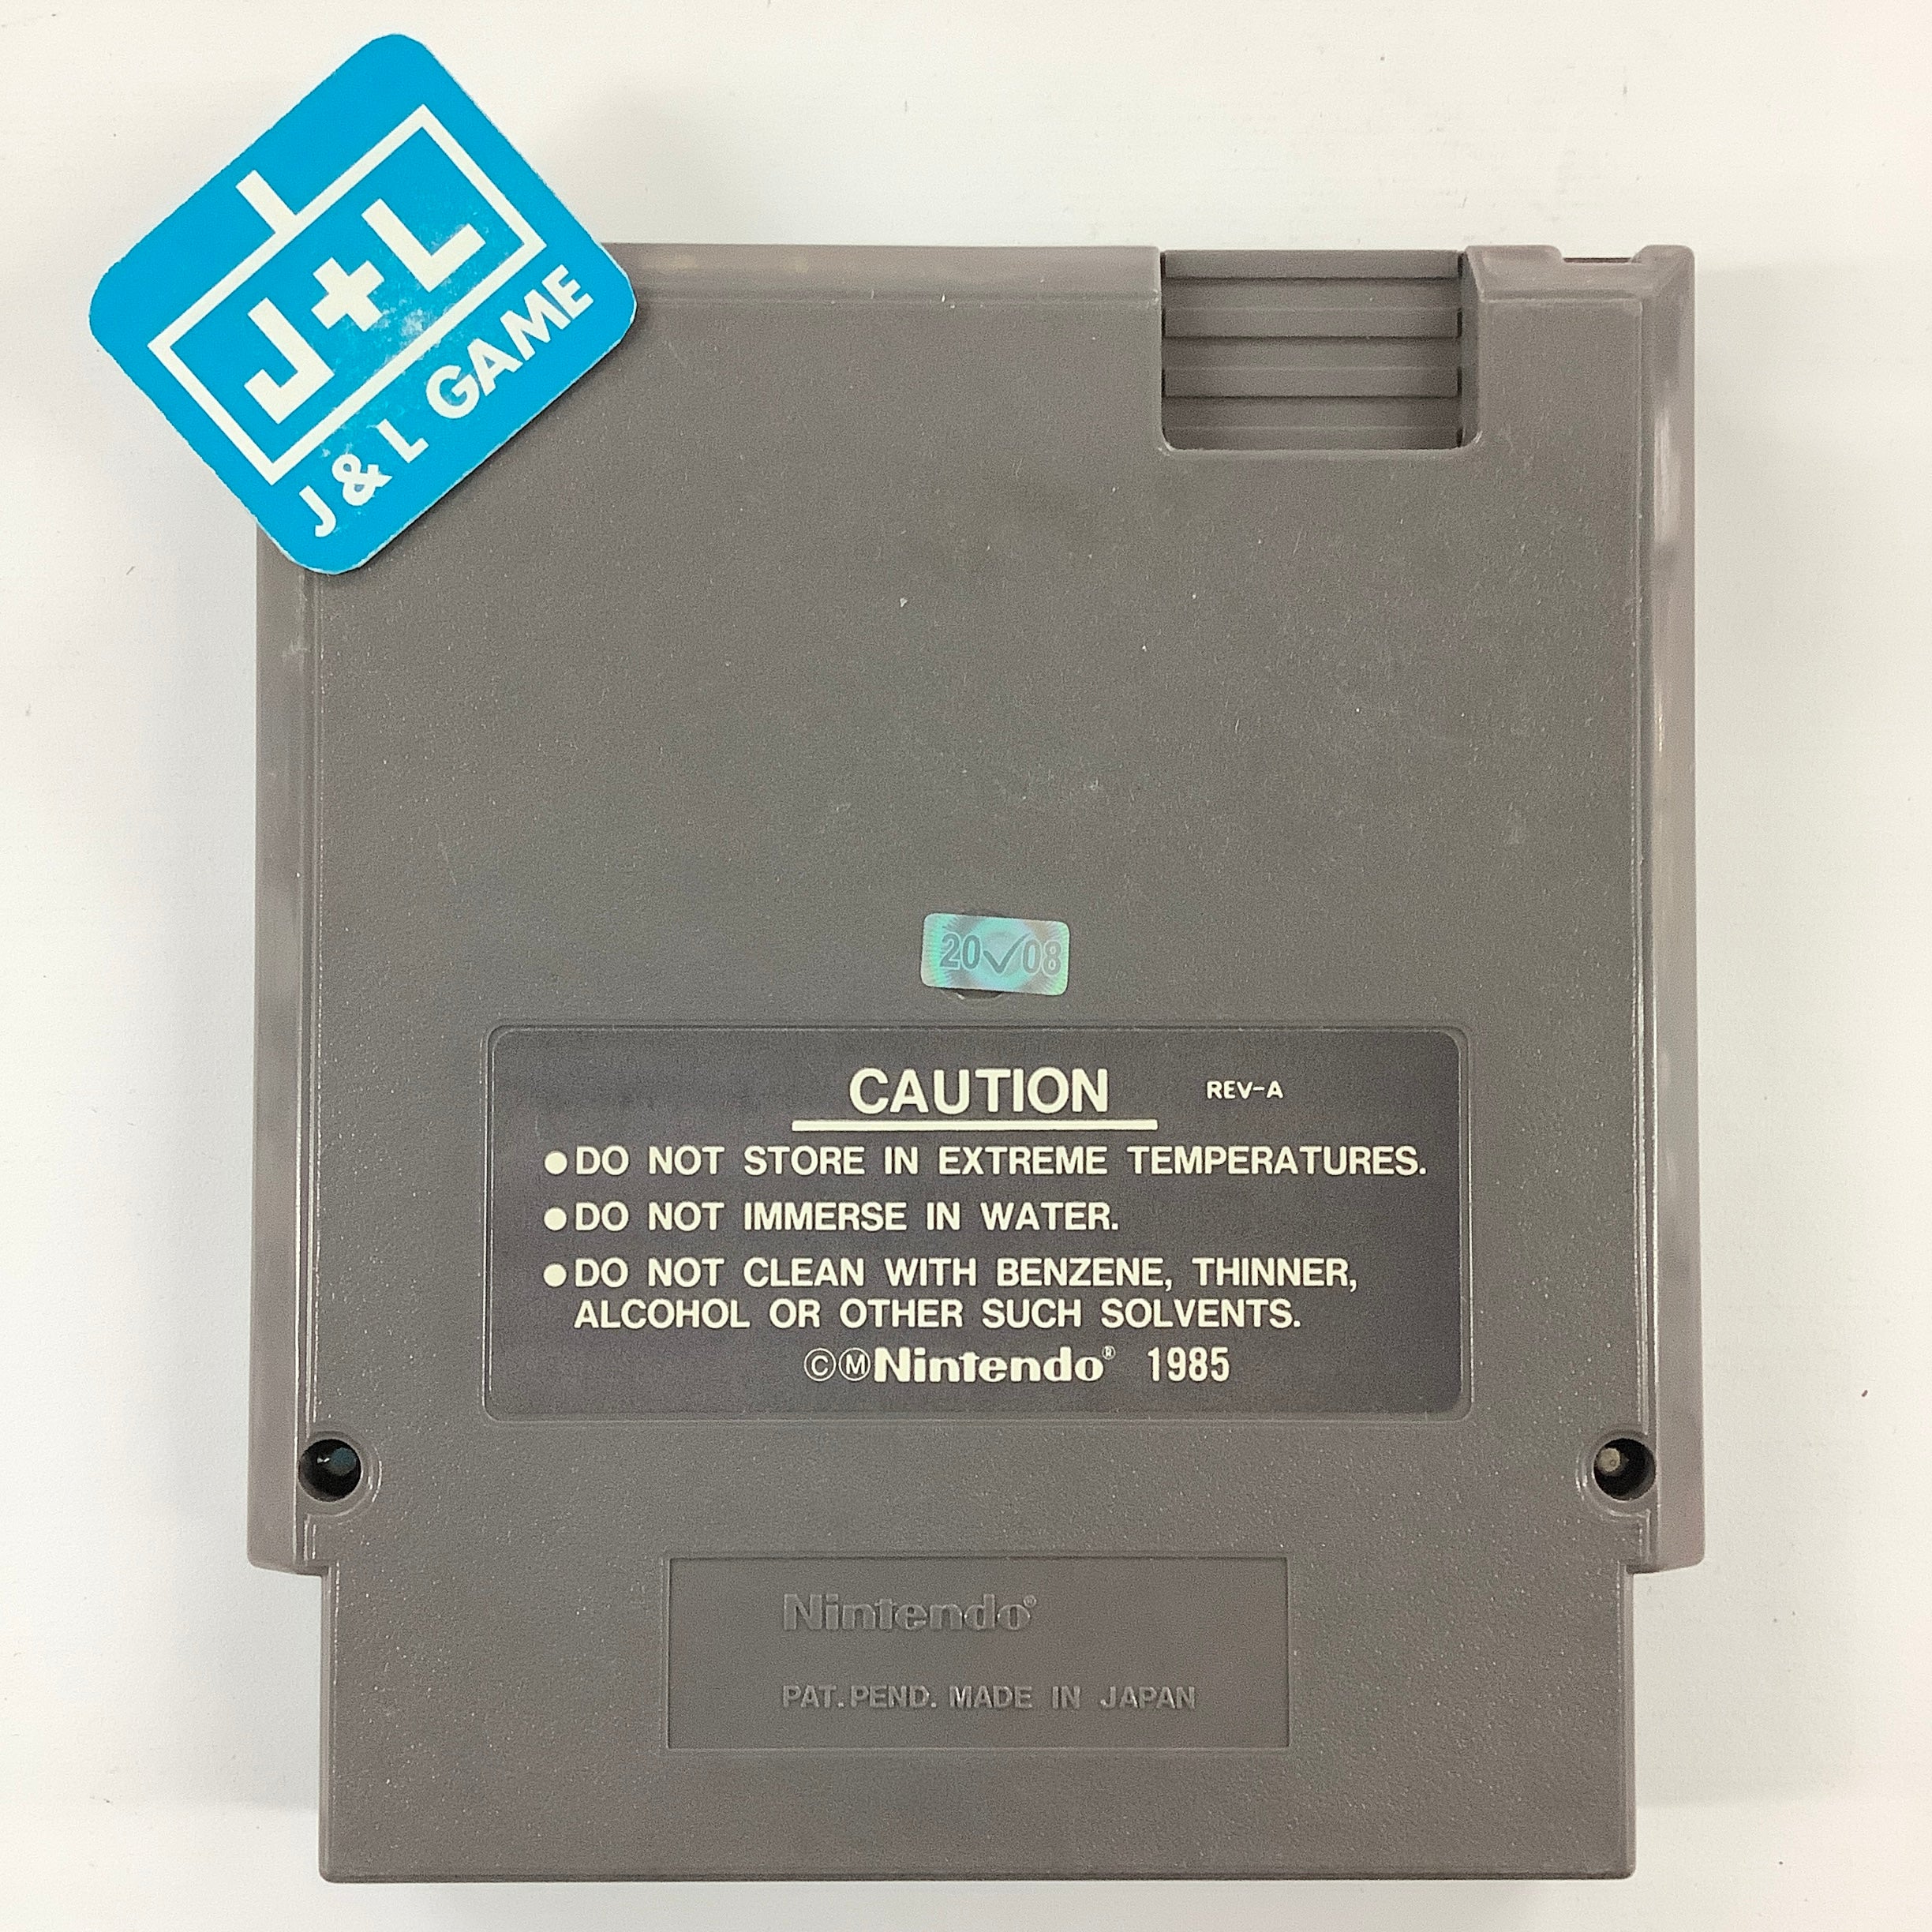 J+L
J & L GAME
20✓08
CAUTION REV-A
●DO NOT STORE IN EXTREME TEMPERATURES.
●DO NOT IMMERSE IN WATER.
●DO NOT CLEAN WITH BENZENE, THINNER,
ALCOHOL OR OTHER SUCH SOLVENTS.
©ⓂNintendo® 1985
Nintendo®
PAT. PEND. MADE IN JAPAN